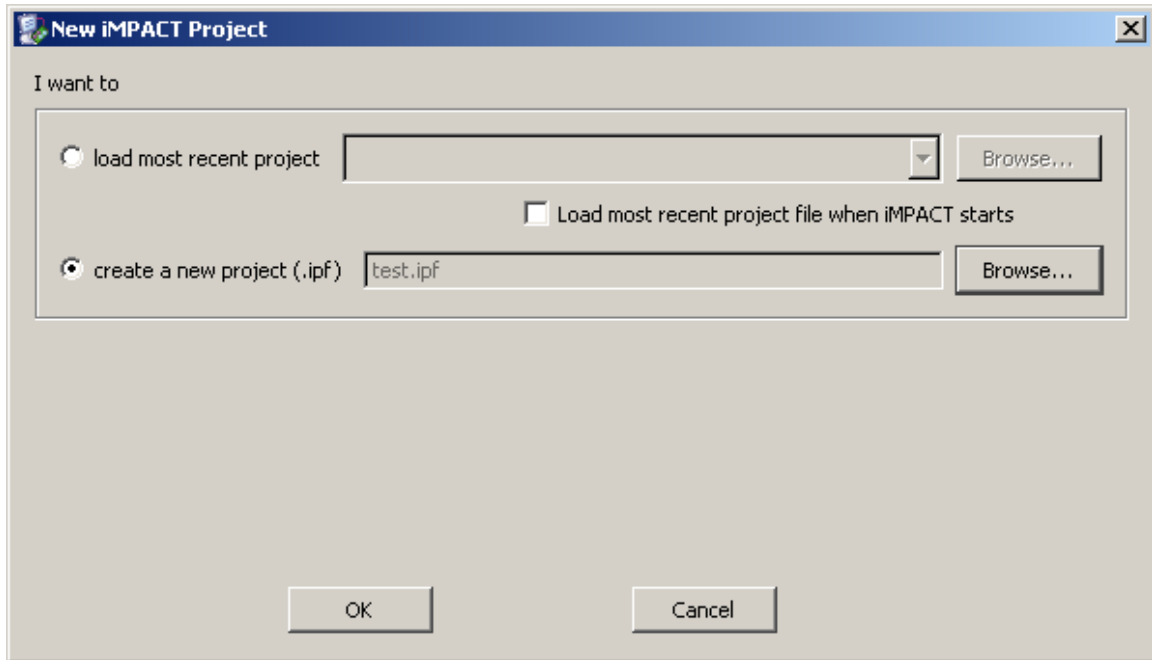 New iMPACT Project
I want to
load most recent project
Browse...
Load most recent project file when iMPACT starts
create a new project (.ipf)
test.ipf
Browse...
OK
Cancel